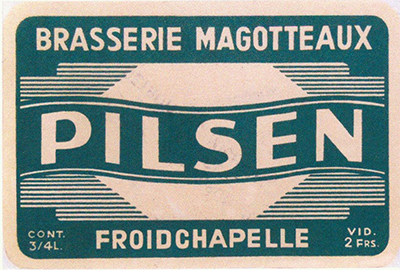 BRASSERIE MAGOTTEAUX
PILSEN
CONT.
3/4L.
FROIDCHAPELLE
VID.
2 FRS.